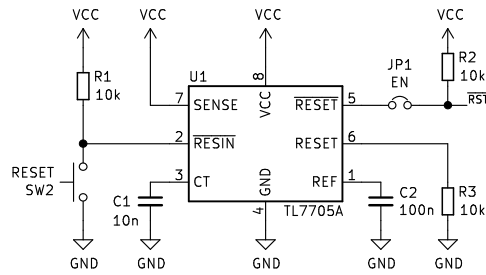 VCC VCC VCC VCC
U1
8
R1
10k
JP1
EN
R2
10k
7 SENSE VCC RESET 5
2 RESIN RESET 6
RESET
SW2
3 CT GND REF 1
C1
10n
4 TL7705A
C2
100n
R3
10k
GND GND GND GND GND